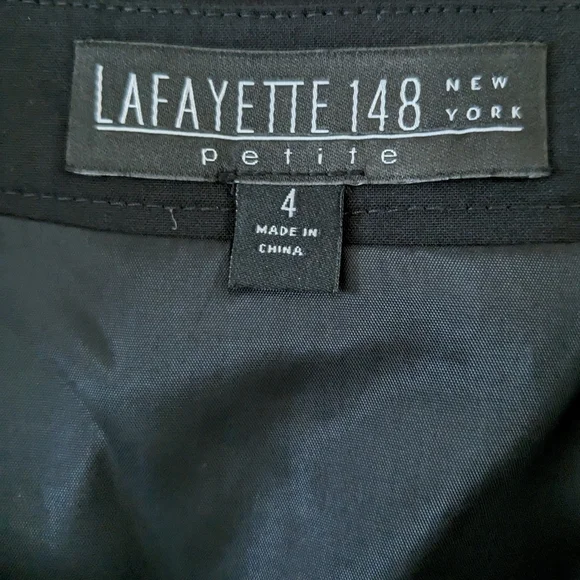 LAFAYETTE 148 NEW YORK
petite
4
MADE IN
CHINA